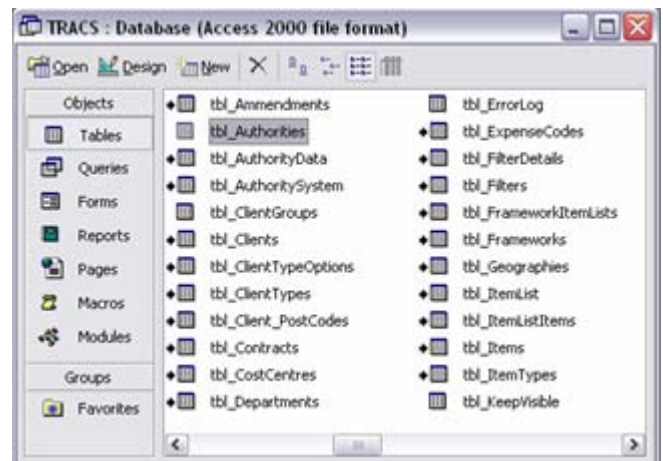 TRACS : Database (Access 2000 file format)
Open Design New
Objects
Tables
Queries
Forms
Reports
Pages
Macros
Modules
Groups
Favorites
tbl_Ammendments
tbl_Authorities
tbl_AuthorityData
tbl_AuthoritySystem
tbl_ClientGroups
tbl_Clients
tbl_ClientTypeOptions
tbl_ClientTypes
tbl_Client_PostCodes
tbl_Contracts
tbl_CostCentres
tbl_Departments
tbl_ErrorLog
tbl_ExpenseCodes
tbl_FilterDetails
tbl_Filters
tbl_FrameworkItemLists
tbl_Frameworks
tbl_Geographies
tbl_ItemList
tbl_ItemListItems
tbl_Items
tbl_ItemTypes
tbl_KeepVisible